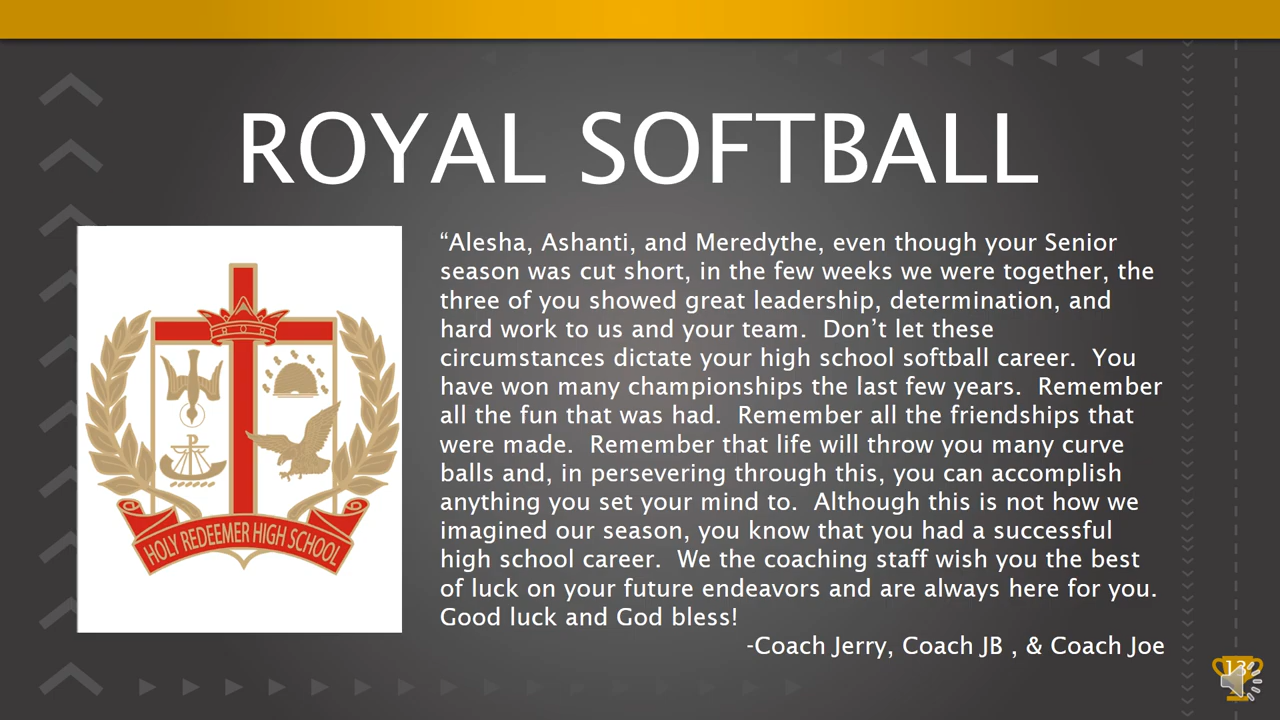 ROYAL SOFTBALL
“Alesha, Ashanti, and Meredythe, even though your Senior
season was cut short, in the few weeks we were together, the
three of you showed great leadership, determination, and
hard work to us and your team.  Don’t let these
circumstances dictate your high school softball career.  You
have won many championships the last few years.  Remember
all the fun that was had.  Remember all the friendships that
were made.  Remember that life will throw you many curve
balls and, in persevering through this, you can accomplish
anything you set your mind to.  Although this is not how we
imagined our season, you know that you had a successful
high school career.  We the coaching staff wish you the best
of luck on your future endeavors and are always here for you.
Good luck and God bless!
-Coach Jerry, Coach JB , & Coach Joe
HOLY REDEEMER HIGH SCHOOL
13